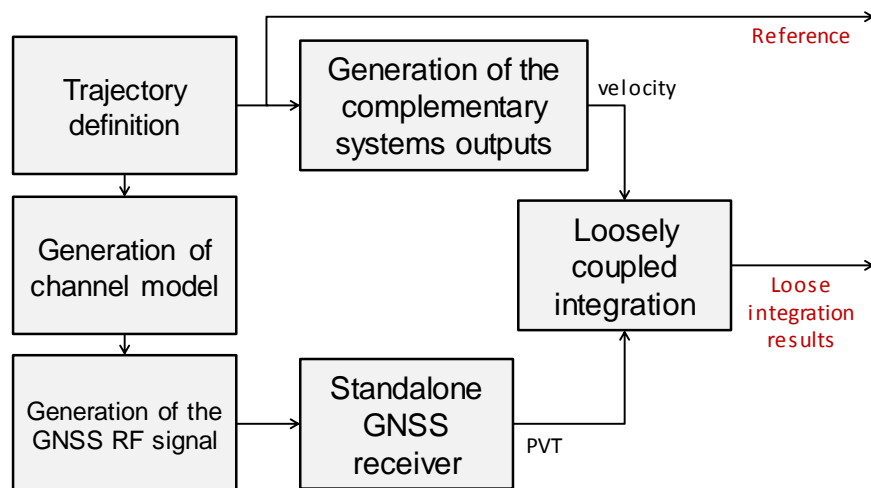 Reference
Trajectory
definition
Generation of the
complementary
systems outputs
velocity
Generation of
channel model
Loosely
coupled
integration
Loose
integration
results
Generation of the
GNSS RF signal
Standalone
GNSS
receiver
PVT